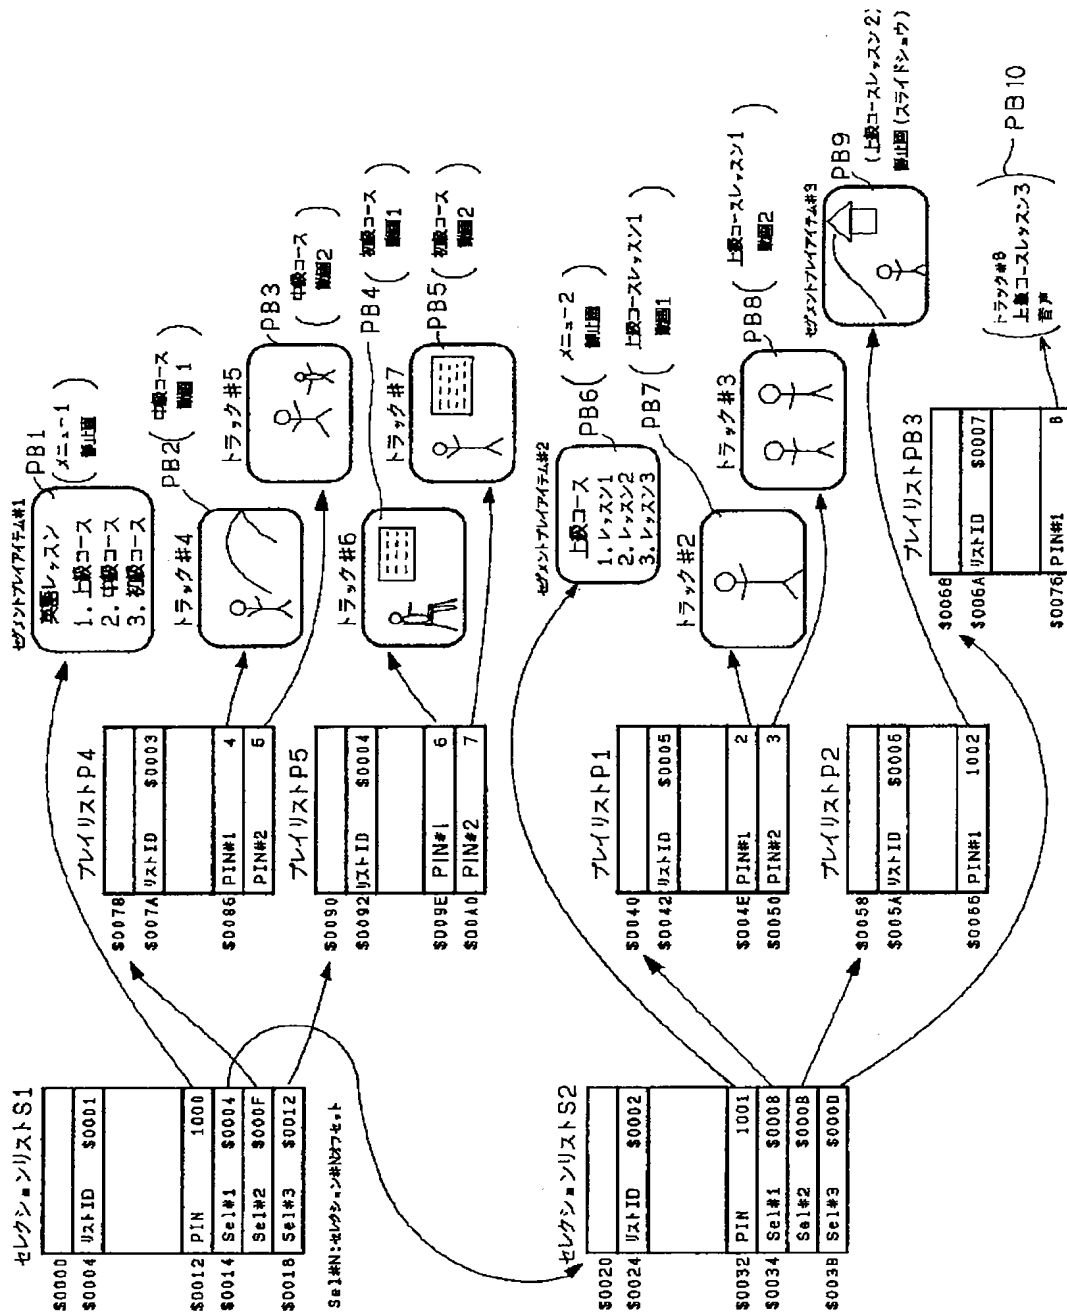 セレクションリストS1
$0000
$0004 リストID $0001
$0012 PIN 1000
$0014 Sel#1 $0004
Sel#2 $000F
$0018 Sel#3 $0012
Sel#N:セレクション#Nオフセット
プレイリストP4
$0078
$007A リストID $0003
$0086 PIN#1 4
PIN#2 5
プレイリストP5
$0090
$0092 リストID $0004
$009E PIN#1 6
$00A0 PIN#2 7
セグメントプレイアイテム#1
英語レッスン
1. 上級コース
2. 中級コース
3. 初級コース
PB1
(メニュー1
静止画)
トラック#4
PB2
(中級コース
動画1)
トラック#5
PB3
(中級コース
動画2)
トラック#6
PB4
(初級コース
動画1)
トラック#7
PB5
(初級コース
動画2)
セレクションリストS2
$0020
$0024 リストID $0002
$0032 PIN 1001
$0034 Sel#1 $0008
Sel#2 $000B
$0038 Sel#3 $000D
プレイリストP1
$0040
$0042 リストID $0005
$004E PIN#1 2
$0050 PIN#2 3
プレイリストP2
$0058
$005A リストID $0006
$0066 PIN#1 1002
プレイリストPB3
$0068
$006A リストID $0007
$0076 PIN#1 8
セグメントプレイアイテム#2
上級コース
1. レッスン1
2. レッスン2
3. レッスン3
PB6
(メニュー2
静止画)
トラック#2
PB7
(上級コースレッスン1
動画1)
トラック#3
PB8
(上級コースレッスン1
動画2)
セグメントプレイアイテム#3
PB9
(上級コースレッスン2
静止画(スライドショウ)
PB10
(トラック#8
上級コースレッスン3
音声)